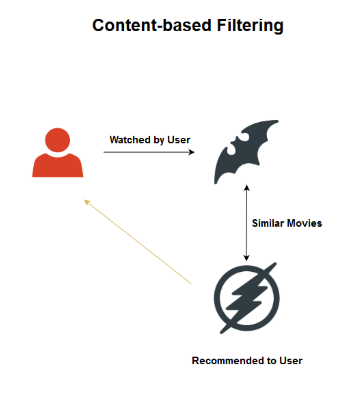 Content-based Filtering
Watched by User
Similar Movies
Recommended to User